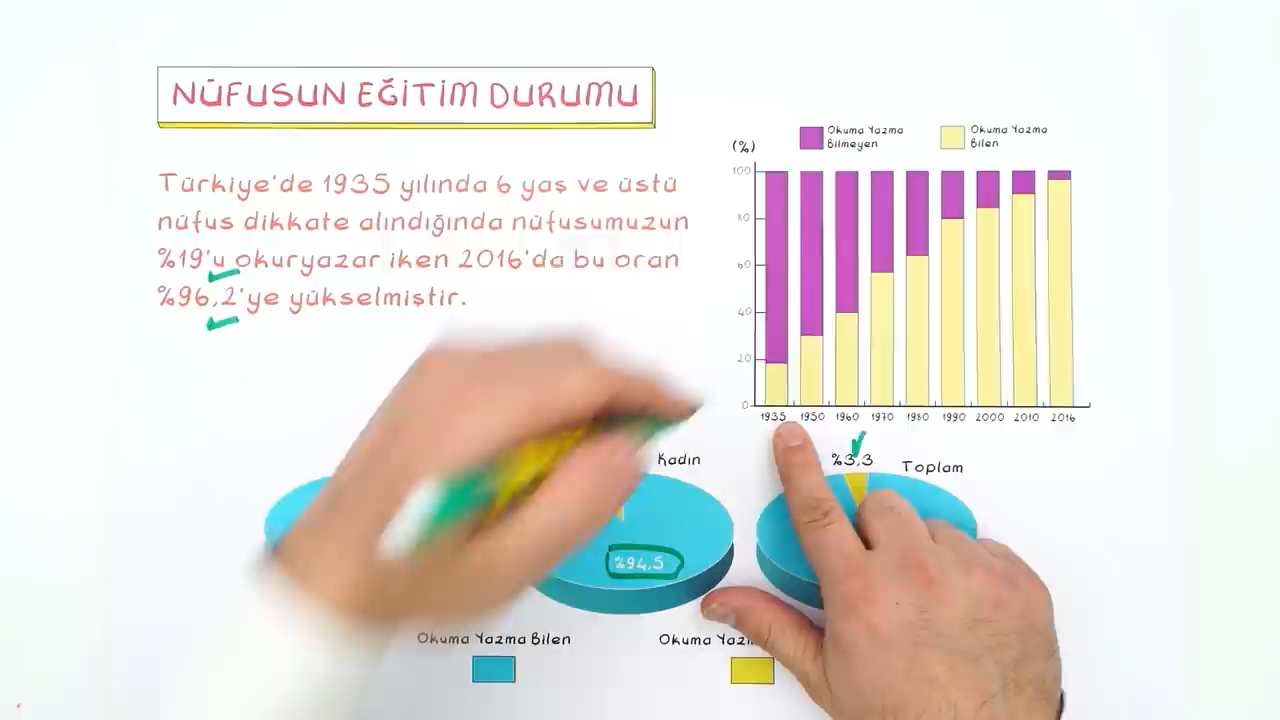 NÜFUSUN EĞİTİM DURUMU
Türkiye'de 1935 yılında 6 yaş ve üstü
nüfus dikkate alındığında nüfusumuzun
%19'u okuryazar iken 2016'da bu oran
%96,2'ye yükselmiştir.
Okuma Yazma
Bilmeyen
Okuma Yazma
Bilen
(%)
100
80
60
40
20
0
1935 1950 1960 1970 1980 1990 2000 2010 2016
Kadın
%3,3
Toplam
%94,5
Okuma Yazma Bilen
Okuma